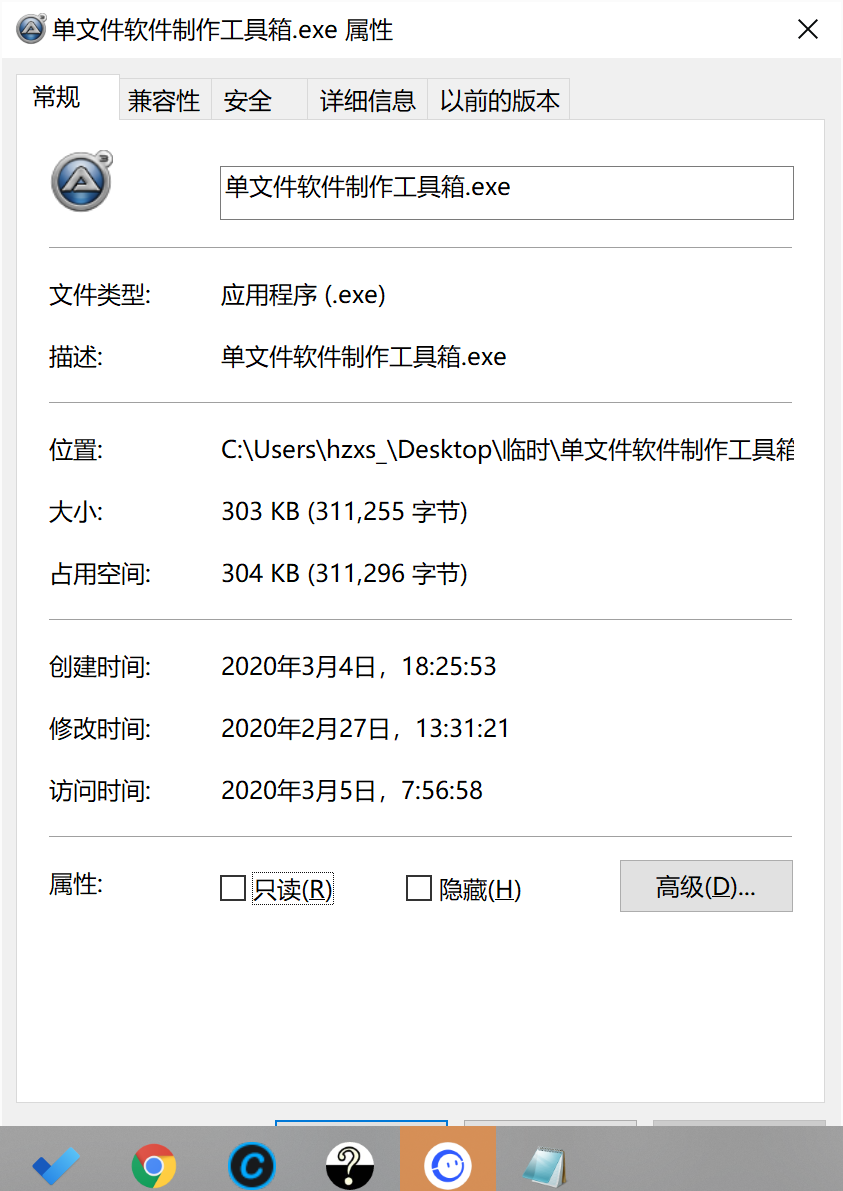 单文件软件制作工具箱.exe 属性
常规 兼容性 安全 详细信息 以前的版本
单文件软件制作工具箱.exe
文件类型: 应用程序 (.exe)
描述: 单文件软件制作工具箱.exe
位置: C:\Users\hzxs_\Desktop\临时\单文件软件制作工具箱
大小: 303 KB (311,255 字节)
占用空间: 304 KB (311,296 字节)
创建时间: 2020年3月4日，18:25:53
修改时间: 2020年2月27日，13:31:21
访问时间: 2020年3月5日，7:56:58
属性: 只读(R) 隐藏(H) 高级(D)...